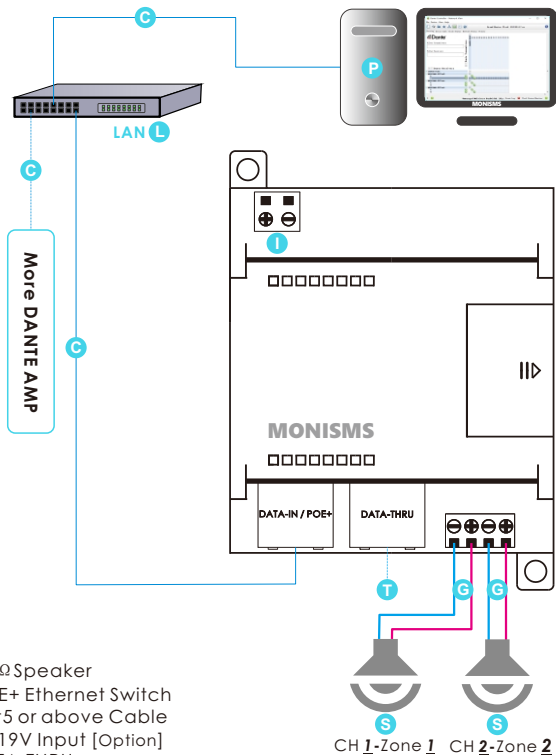 C
P
Dante
MONISMS
LAN L
C
I
More DANTE AMP
C
MONISMS
DATA-IN / POE+
DATA-THRU
T
G G
Ω Speaker
E+ Ethernet Switch
5 or above Cable
19V Input [Option]
S S
CH 1-Zone 1 CH 2-Zone 2